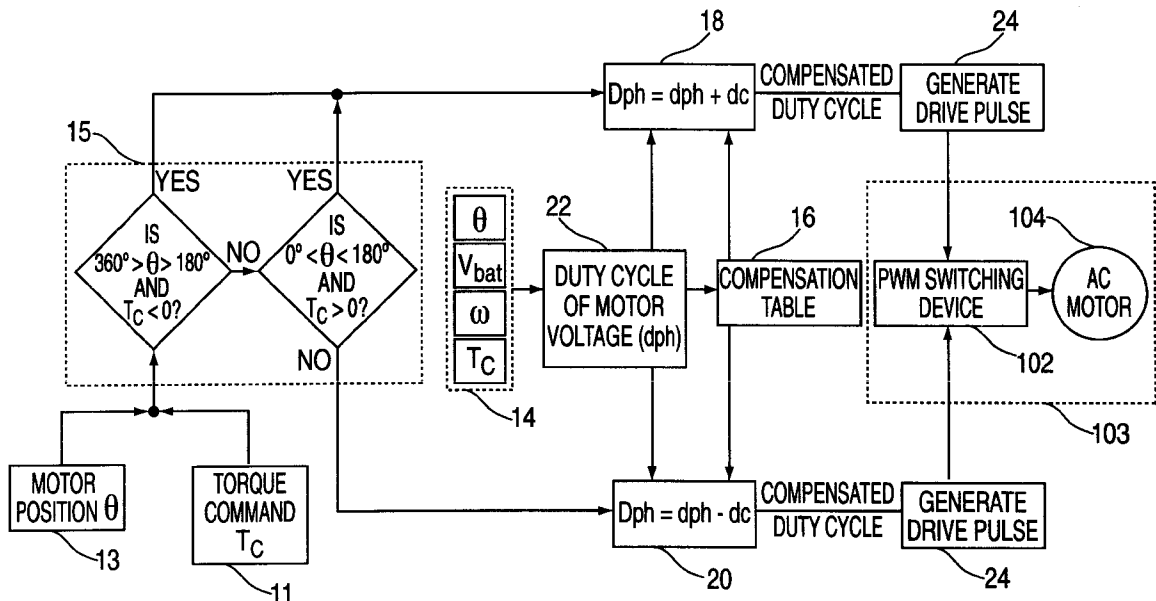 18
24
Dph = dph + dc
COMPENSATED
DUTY CYCLE
GENERATE
DRIVE PULSE
15
YES
YES
IS
360° > θ > 180°
AND
T_C < 0?
NO
IS
0° < θ < 180°
AND
T_C > 0?
NO
θ
V_bat
ω
T_C
14
22
DUTY CYCLE
OF MOTOR
VOLTAGE (dph)
16
COMPENSATION
TABLE
104
AC
MOTOR
PWM SWITCHING
DEVICE
102
103
MOTOR
POSITION θ
13
TORQUE
COMMAND
T_C
11
Dph = dph - dc
20
COMPENSATED
DUTY CYCLE
GENERATE
DRIVE PULSE
24